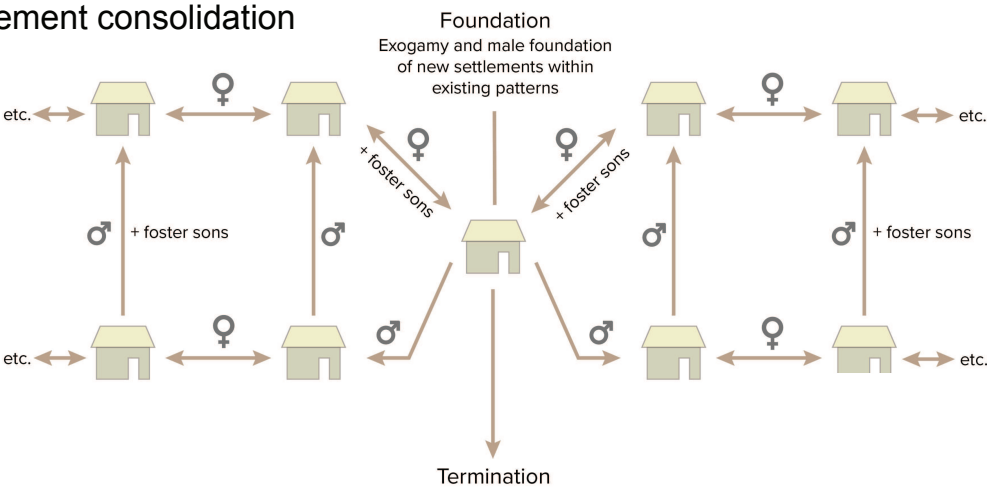 consolidation
Foundation
Exogamy and male foundation
of new settlements within
existing patterns
etc.
♀
♀
♀
♀
etc.
+ foster sons
+ foster sons
♂
+ foster sons
♂
♂
♂
+ foster sons
etc.
♀
♂
♂
♀
etc.
Termination